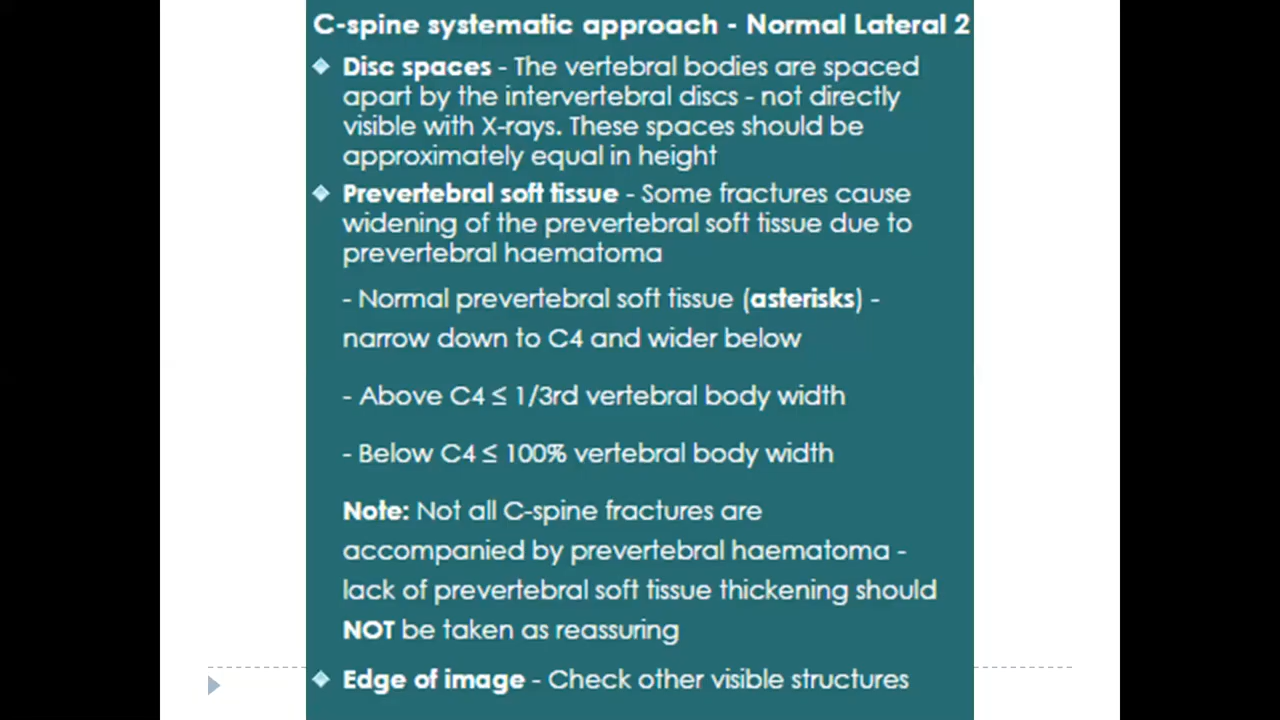 C-spine systematic approach - Normal Lateral 2
Disc spaces - The vertebral bodies are spaced
apart by the intervertebral discs - not directly
visible with X-rays. These spaces should be
approximately equal in height
Prevertebral soft tissue - Some fractures cause
widening of the prevertebral soft tissue due to
prevertebral haematoma
- Normal prevertebral soft tissue (asterisks) -
narrow down to C4 and wider below
- Above C4 ≤ 1/3rd vertebral body width
- Below C4 ≤ 100% vertebral body width
Note: Not all C-spine fractures are
accompanied by prevertebral haematoma -
lack of prevertebral soft tissue thickening should
NOT be taken as reassuring
Edge of image - Check other visible structures